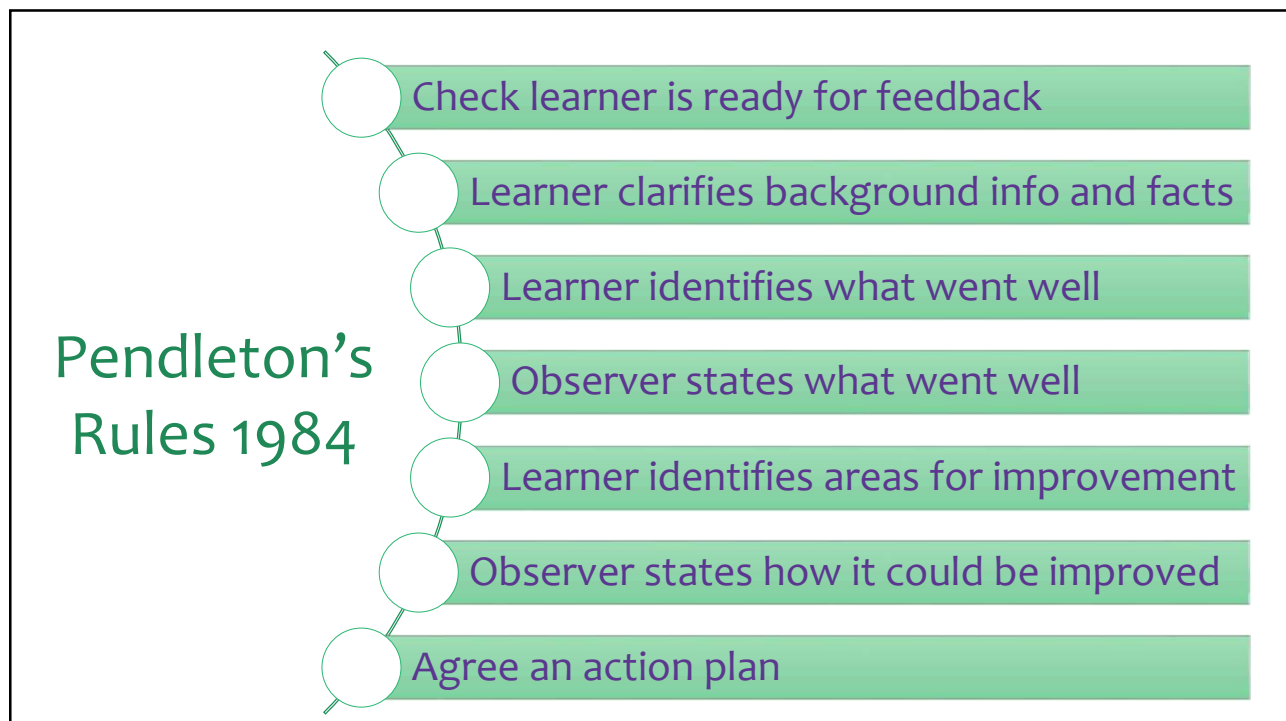 Pendleton’s
Rules 1984
Check learner is ready for feedback
Learner clarifies background info and facts
Learner identifies what went well
Observer states what went well
Learner identifies areas for improvement
Observer states how it could be improved
Agree an action plan